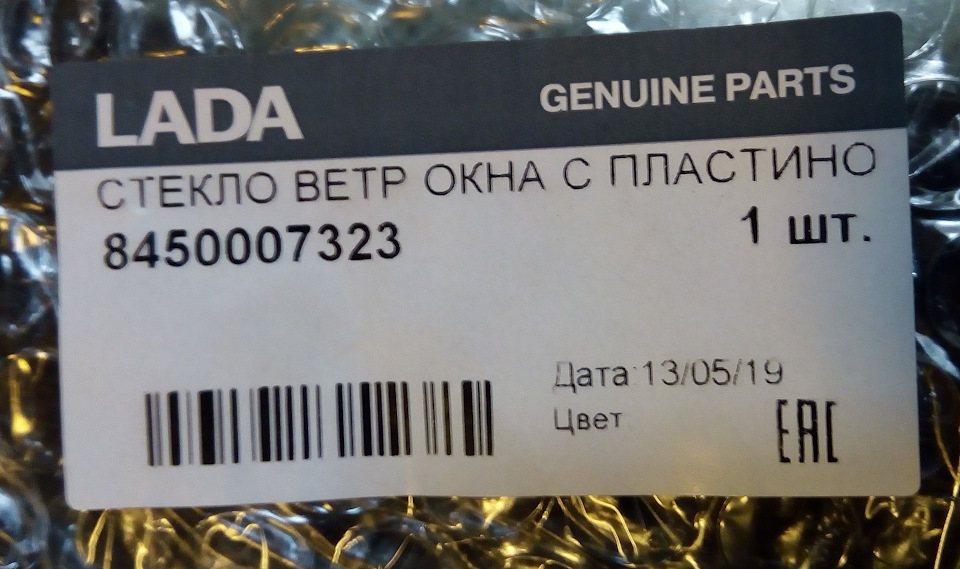 LADA GENUINE PARTS
СТЕКЛО ВЕТР ОКНА С ПЛАСТИНО
8450007323 1 шт.
Дата 13/05/19
Цвет
EAC